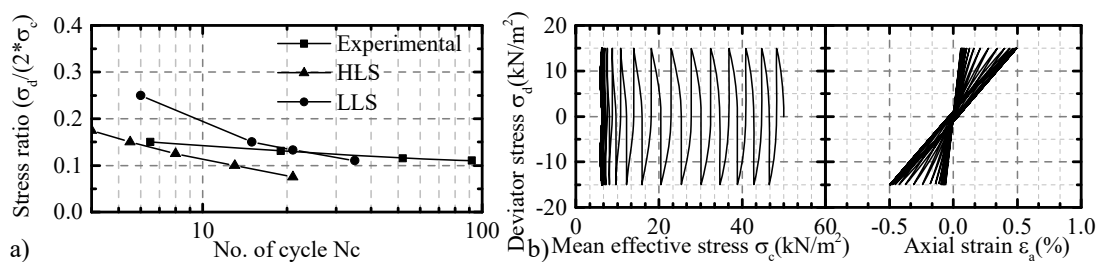 0.4
0.3
0.2
0.1
0.0
Stress ratio (σd/(2*σc)
Experimental
HLS
LLS
10
100
No. of cycle Nc
a)
20
10
0
-10
-20
Deviator stress σd(kN/m²)
0
20
40
60
Mean effective stress σc(kN/m²)
-0.5
0.0
0.5
1.0
Axial strain εa(%)
b)